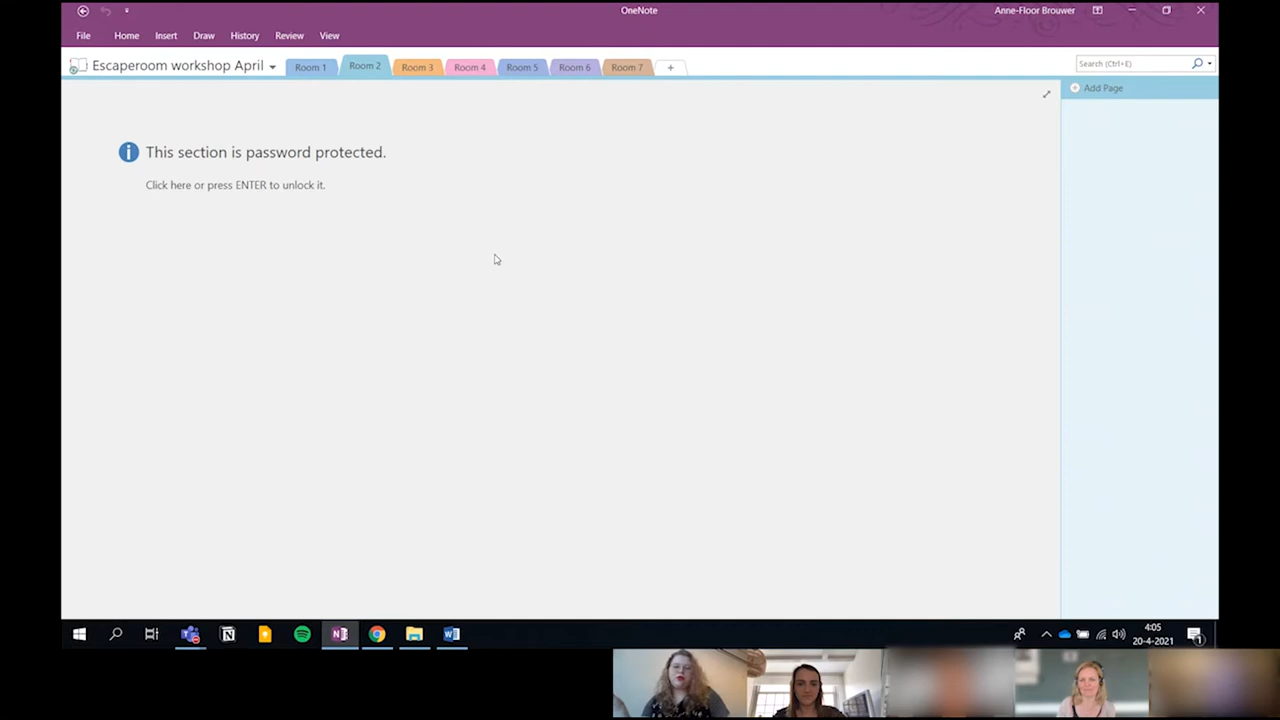 OneNote
Anne-Floor Brouwer
File Home Insert Draw History Review View
Escaperoom workshop April Room 1 Room 2 Room 3 Room 4 Room 5 Room 6 Room 7 +
Search (Ctrl+E)
Add Page
This section is password protected.
Click here or press ENTER to unlock it.
4:05
20-4-2021